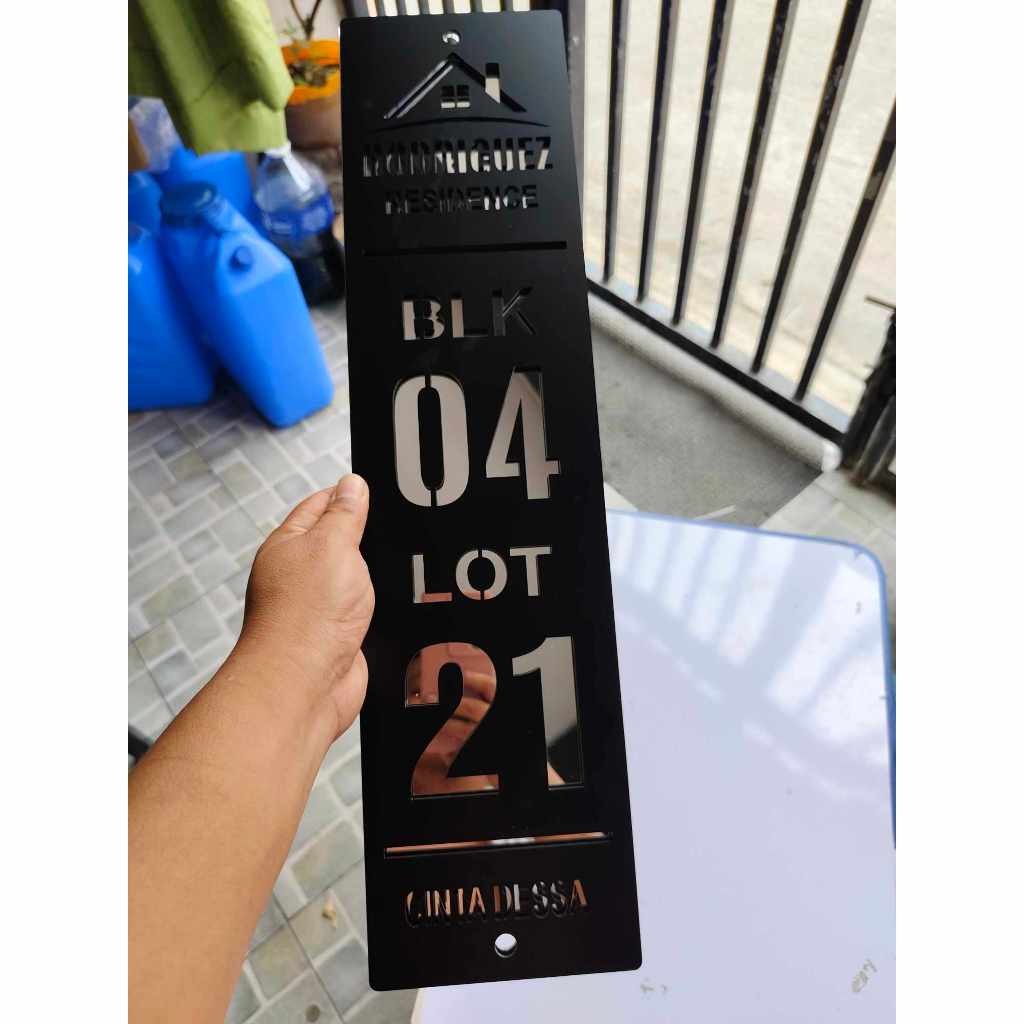 RODRIGUEZ
RESIDENCE
BLK
04
LOT
21
CINTA DESSA